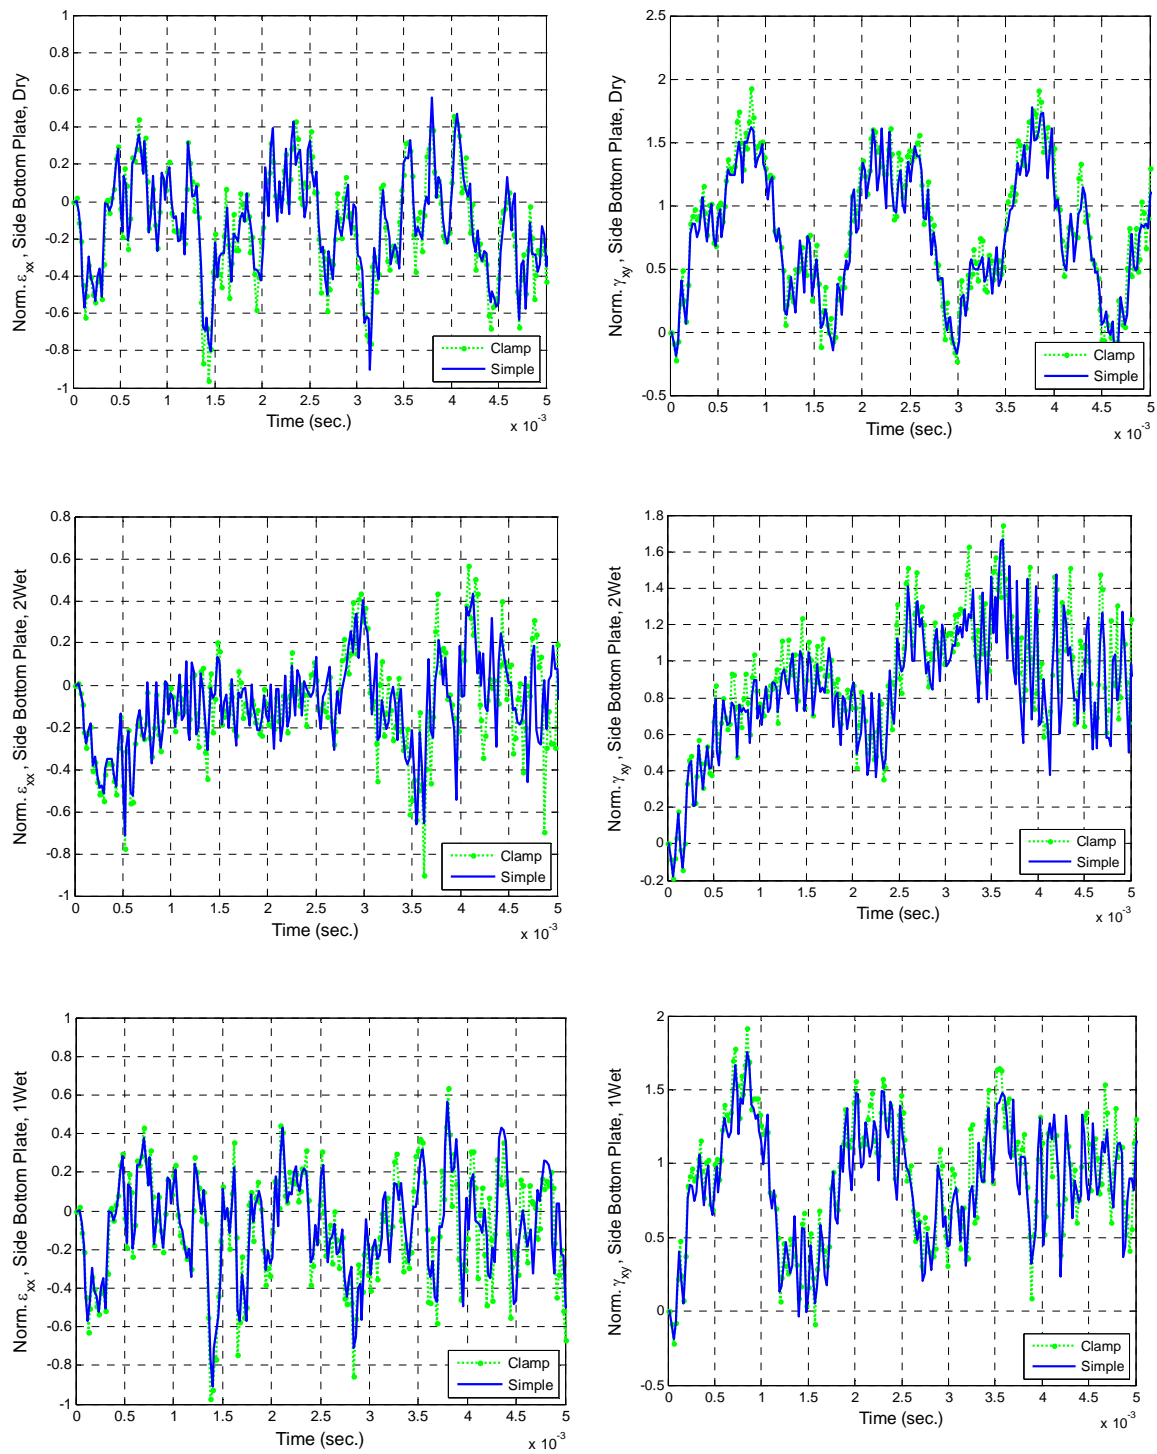 1
0.8
0.6
0.4
0.2
0
-0.2
-0.4
-0.6
-0.8
-1
Norm. ε_xx , Side Bottom Plate, Dry
0 0.5 1 1.5 2 2.5 3 3.5 4 4.5 5
Time (sec.)
x 10^-3
Clamp
Simple
2.5
2
1.5
1
0.5
0
-0.5
Norm. γ_xy , Side Bottom Plate, Dry
0 0.5 1 1.5 2 2.5 3 3.5 4 4.5 5
Time (sec.)
x 10^-3
Clamp
Simple
0.8
0.6
0.4
0.2
0
-0.2
-0.4
-0.6
-0.8
-1
Norm. ε_xx , Side Bottom Plate, 2Wet
0 0.5 1 1.5 2 2.5 3 3.5 4 4.5 5
Time (sec.)
x 10^-3
Clamp
Simple
1.8
1.6
1.4
1.2
1
0.8
0.6
0.4
0.2
0
-0.2
Norm. γ_xy , Side Bottom Plate, 2Wet
0 0.5 1 1.5 2 2.5 3 3.5 4 4.5 5
Time (sec.)
x 10^-3
Clamp
Simple
1
0.8
0.6
0.4
0.2
0
-0.2
-0.4
-0.6
-0.8
-1
Norm. ε_xx , Side Bottom Plate, 1Wet
0 0.5 1 1.5 2 2.5 3 3.5 4 4.5 5
Time (sec.)
x 10^-3
Clamp
Simple
2
1.5
1
0.5
0
-0.5
Norm. γ_xy , Side Bottom Plate, 1Wet
0 0.5 1 1.5 2 2.5 3 3.5 4 4.5 5
Time (sec.)
x 10^-3
Clamp
Simple